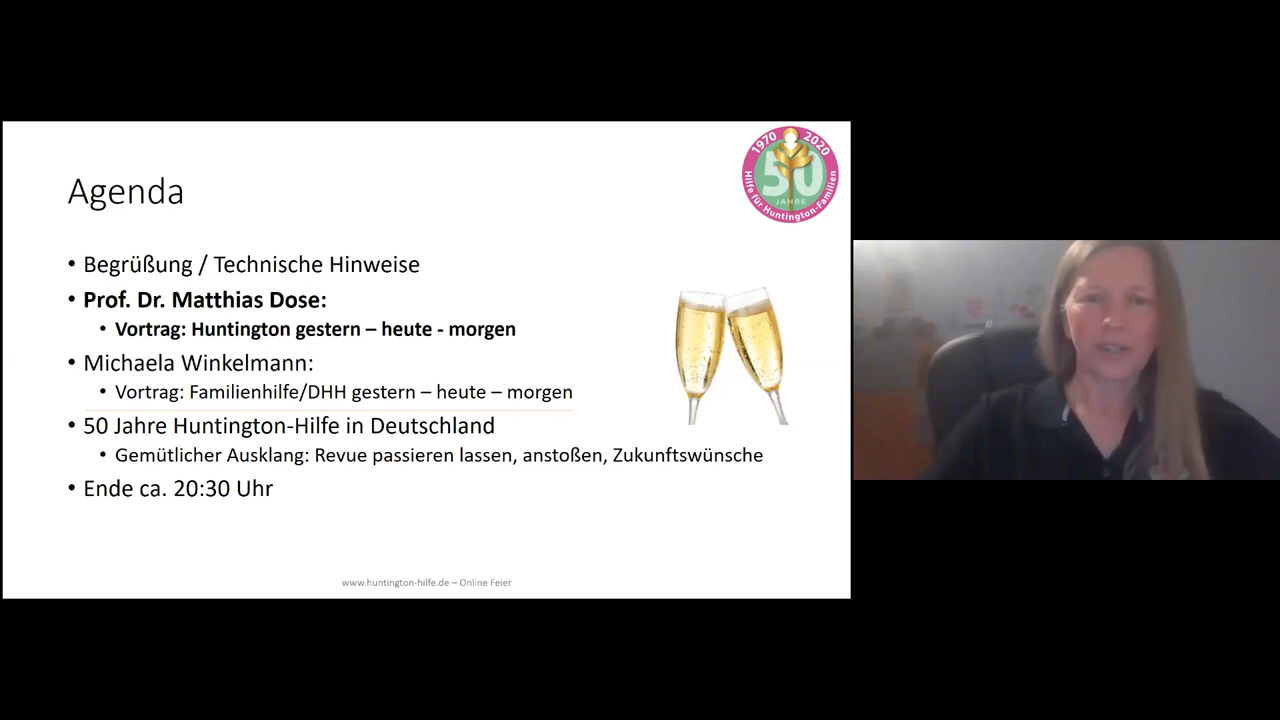 1970 2020
50
JAHRE
Hilfe für Huntington-Familien
Agenda
• Begrüßung / Technische Hinweise
• Prof. Dr. Matthias Dose:
• Vortrag: Huntington gestern – heute - morgen
• Michaela Winkelmann:
• Vortrag: Familienhilfe/DHH gestern – heute – morgen
• 50 Jahre Huntington-Hilfe in Deutschland
• Gemütlicher Ausklang: Revue passieren lassen, anstoßen, Zukunftswünsche
• Ende ca. 20:30 Uhr
www.huntington-hilfe.de – Online Feier